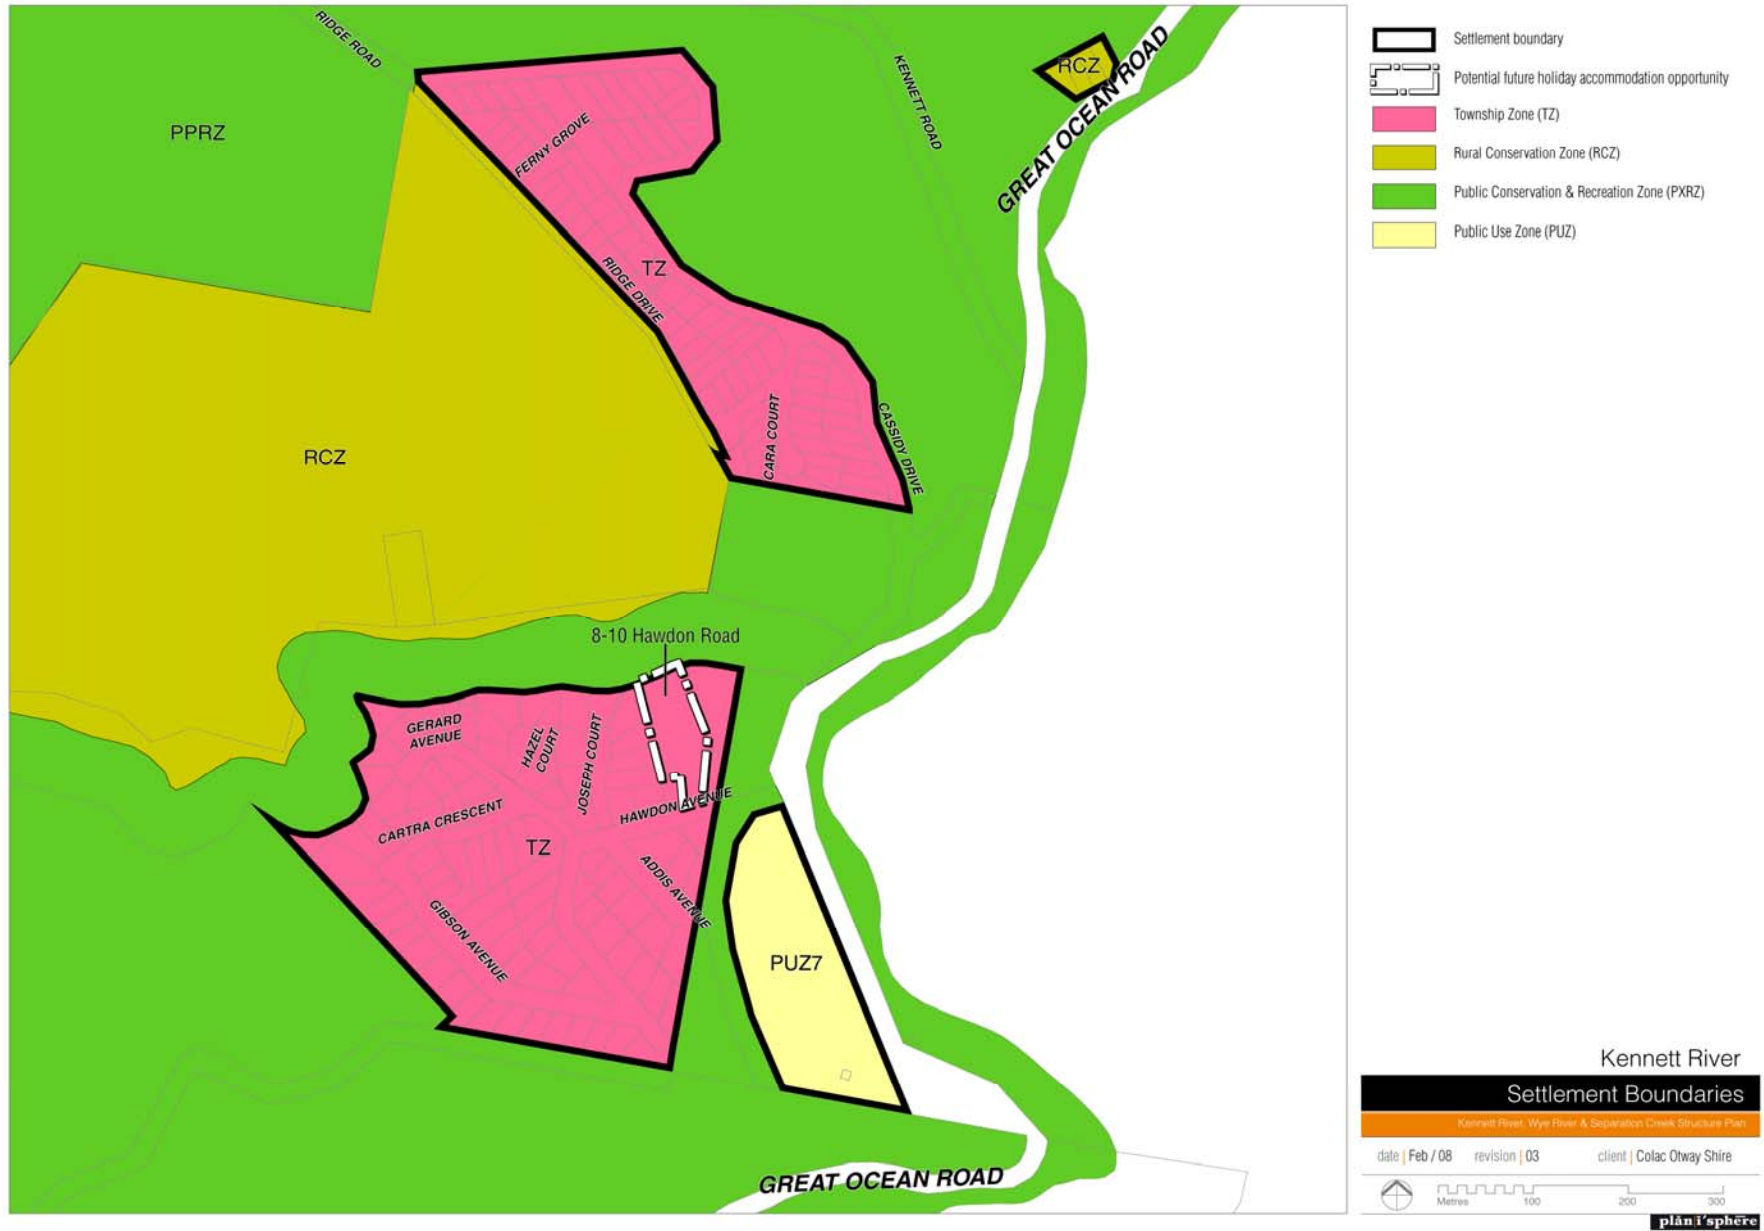 RIDGE ROAD
PPRZ
FERNY GROVE
KENNETT ROAD
RCZ
GREAT OCEAN ROAD
TZ
RIDGE DRIVE
CARA COURT
CASSIDY DRIVE
RCZ
8-10 Hawdon Road
GERARD
AVENUE
HAZEL
COURT
JOSEPH COURT
CARTRA CRESCENT
HAWDON AVENUE
TZ
ADDIS AVENUE
GIBSON AVENUE
PUZ7
GREAT OCEAN ROAD
Settlement boundary
Potential future holiday accommodation opportunity
Township Zone (TZ)
Rural Conservation Zone (RCZ)
Public Conservation & Recreation Zone (PXRZ)
Public Use Zone (PUZ)
Kennett River
Settlement Boundaries
Kennett River, Wye River & Separation Creek Structure Plan
date | Feb / 08 revision | 03 client | Colac Otway Shire
Metres 100 200 300
plan|i'sphere